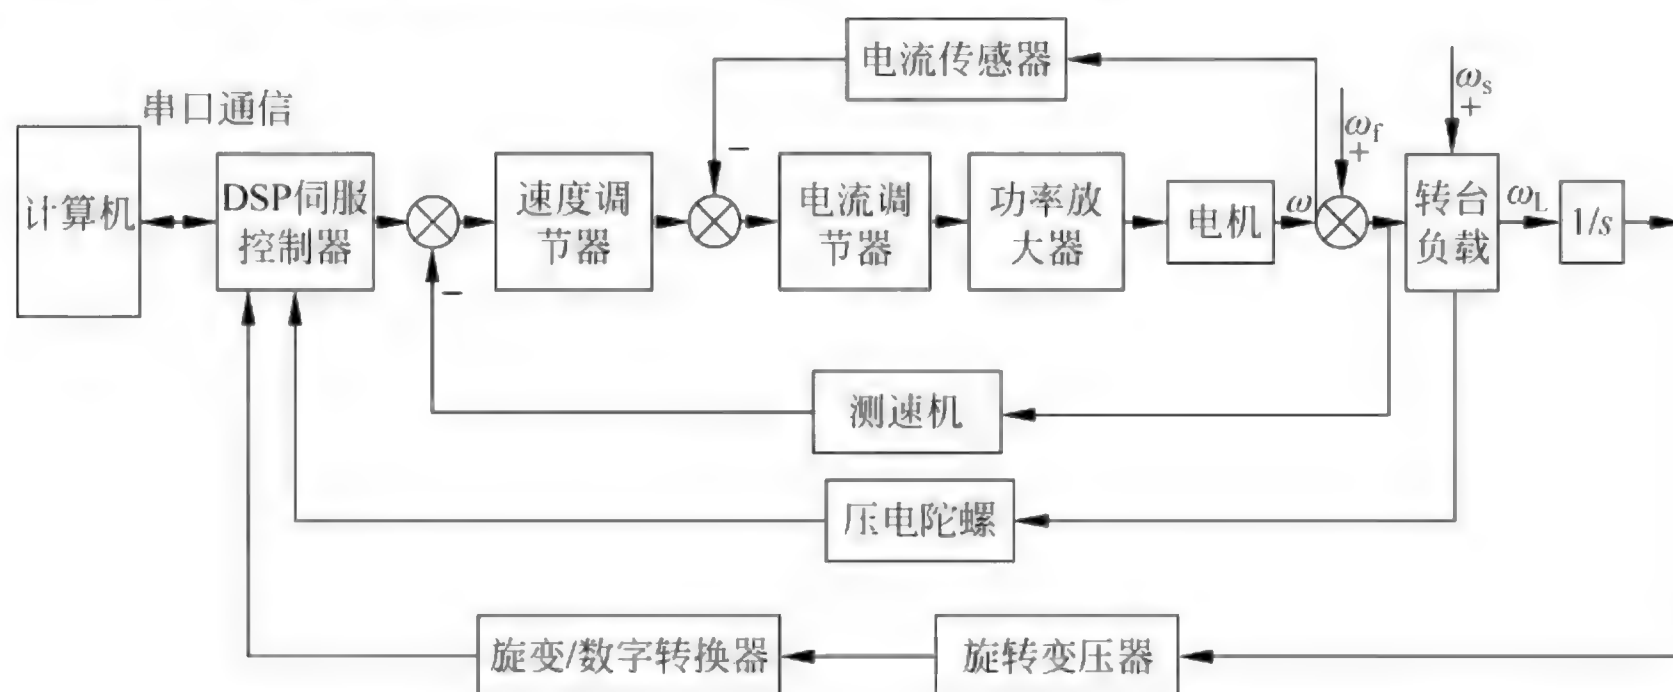 电流传感器
串口通信
ωs
+
ωf
+
−
计算机
DSP伺服
控制器
速度调
节器
电流调
节器
功率放
大器
电机
ω
转台
负载
ωL
1/s
−
测速机
压电陀螺
旋变/数字转换器
旋转变压器